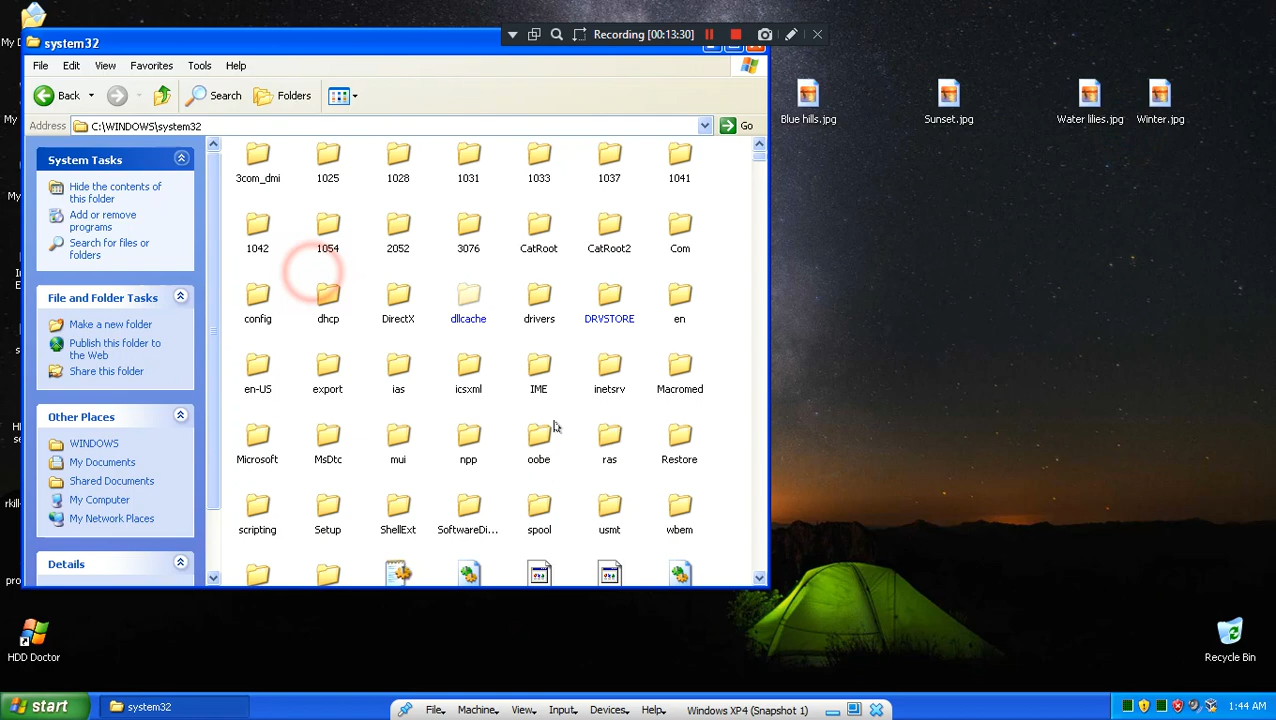 system32
Recording [00:13:30]
File Edit View Favorites Tools Help
Back Search Folders
Address C:\WINDOWS\system32 Go
System Tasks
Hide the contents of
this folder
Add or remove
programs
Search for files or
folders
File and Folder Tasks
Make a new folder
Publish this folder to
the Web
Share this folder
Other Places
WINDOWS
My Documents
Shared Documents
My Computer
My Network Places
Details
3com_dmi 1025 1028 1031 1033 1037 1041
1042 1054 2052 3076 CatRoot CatRoot2 Com
config dhcp DirectX dllcache drivers DRVSTORE en
en-US export ias icsxml IME inetsrv Macromed
Microsoft MsDtc mui npp oobe ras Restore
scripting Setup ShellExt SoftwareDi... spool usmt wbem
Blue hills.jpg
Sunset.jpg
Water lilies.jpg
Winter.jpg
HDD Doctor
Recycle Bin
start
system32
File Machine View Input Devices Help Windows XP4 (Snapshot 1)
1:44 AM